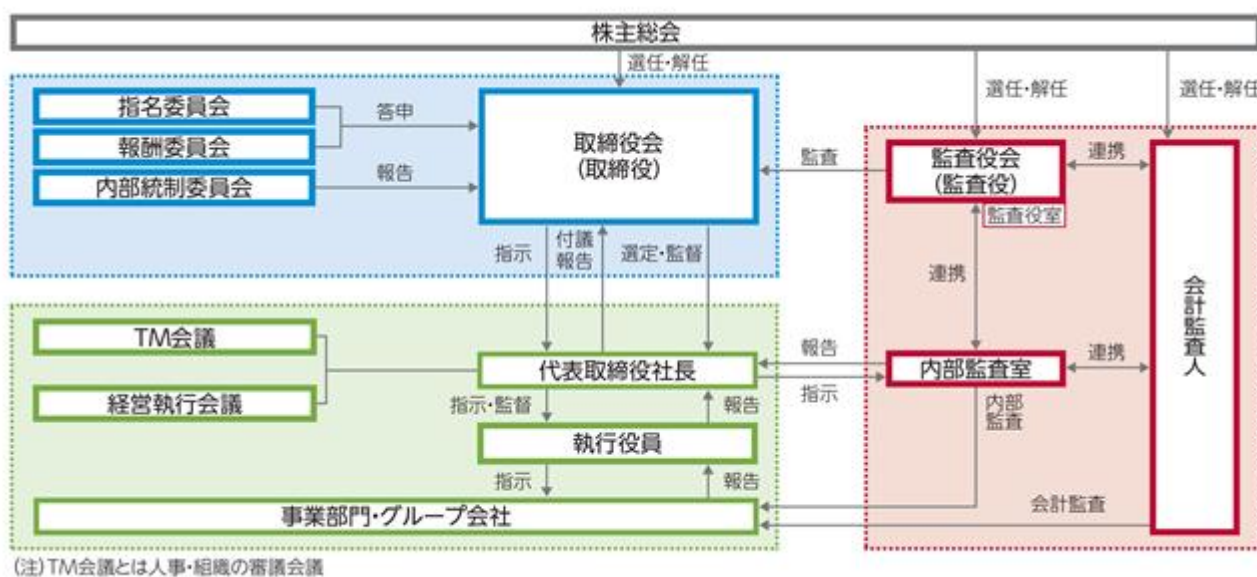 株主総会
選任・解任
選任・解任
選任・解任
指名委員会
答申
報酬委員会
内部統制委員会
報告
取締役会
(取締役)
監査
監査役会
(監査役)
連携
監査役室
指示
付議
報告
選定・監督
連携
会計監査人
TM会議
代表取締役社長
報告
指示
内部監査室
連携
経営執行会議
指示・監督
報告
内部
監査
執行役員
指示
報告
事業部門・グループ会社
会計監査
(注)TM会議とは人事・組織の審議会議